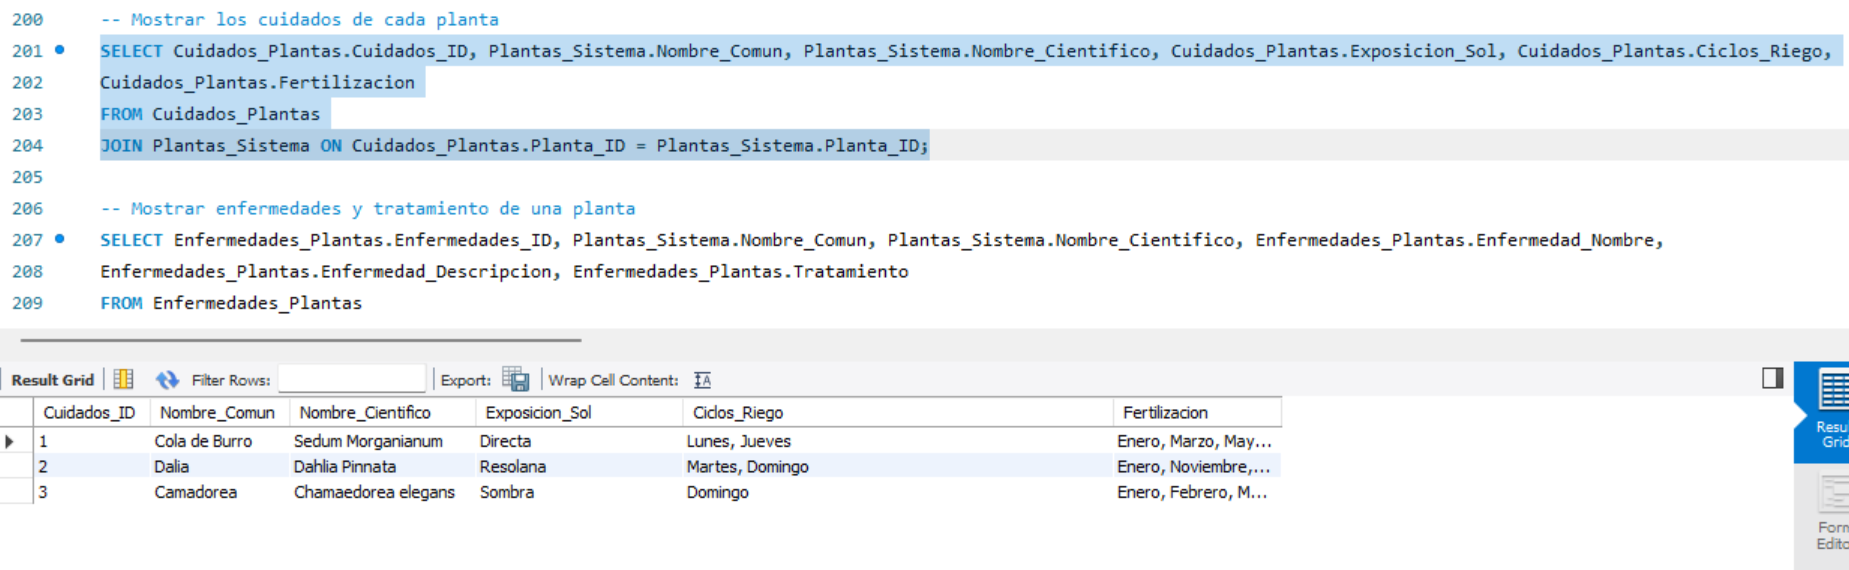 200 -- Mostrar los cuidados de cada planta
201 SELECT Cuidados_Plantas.Cuidados_ID, Plantas_Sistema.Nombre_Comun, Plantas_Sistema.Nombre_Cientifico, Cuidados_Plantas.Exposicion_Sol, Cuidados_Plantas.Ciclos_Riego,
202 Cuidados_Plantas.Fertilizacion
203 FROM Cuidados_Plantas
204 JOIN Plantas_Sistema ON Cuidados_Plantas.Planta_ID = Plantas_Sistema.Planta_ID;
205
206 -- Mostrar enfermedades y tratamiento de una planta
207 SELECT Enfermedades_Plantas.Enfermedades_ID, Plantas_Sistema.Nombre_Comun, Plantas_Sistema.Nombre_Cientifico, Enfermedades_Plantas.Enfermedad_Nombre,
208 Enfermedades_Plantas.Enfermedad_Descripcion, Enfermedades_Plantas.Tratamiento
209 FROM Enfermedades_Plantas
Result Grid Filter Rows: Export: Wrap Cell Content:
Cuidados_ID Nombre_Comun Nombre_Cientifico Exposicion_Sol Ciclos_Riego Fertilizacion
1 Cola de Burro Sedum Morganianum Directa Lunes, Jueves Enero, Marzo, May...
2 Dalia Dahlia Pinnata Resolana Martes, Domingo Enero, Noviembre,...
3 Camadorea Chamaedorea elegans Sombra Domingo Enero, Febrero, M...
Resu
Grid
Form
Edito